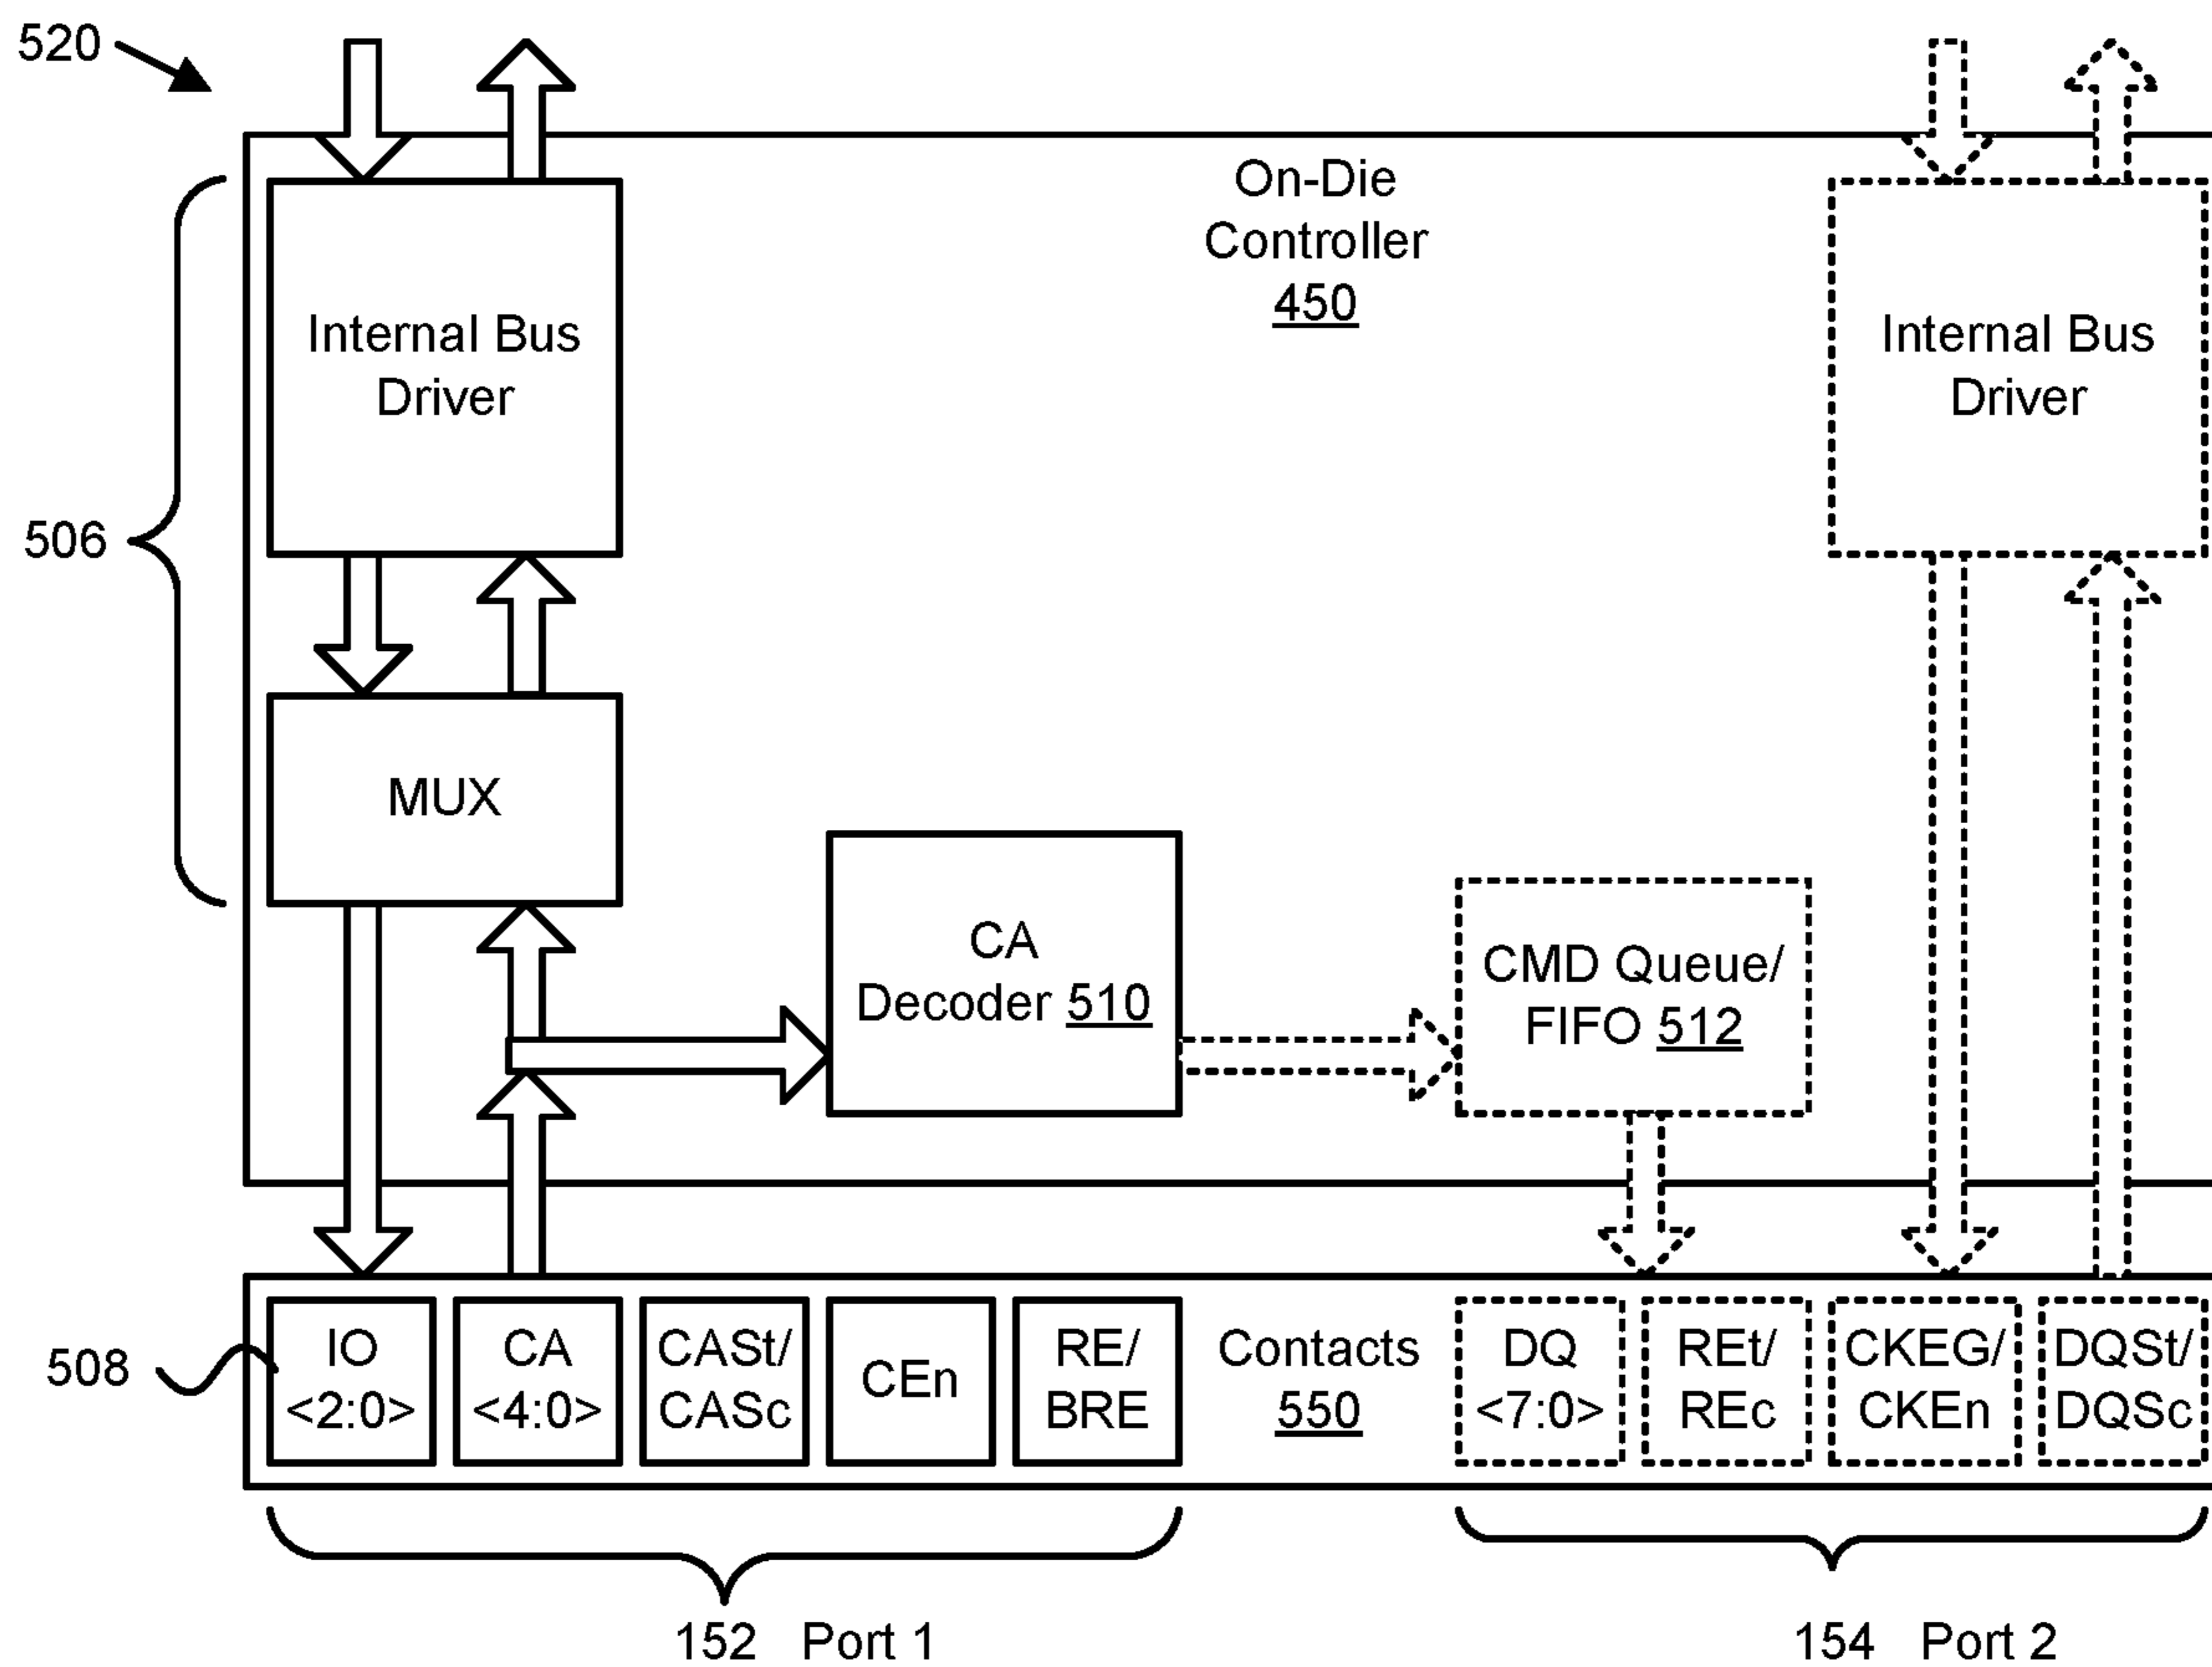 520
On-Die
Controller
450
Internal Bus
Driver
Internal Bus
Driver
506
MUX
CA
Decoder 510
CMD Queue/
FIFO 512
508
IO
<2:0>
CA
<4:0>
CASt/
CASc
CEn
RE/
BRE
Contacts
550
DQ
<7:0>
REt/
REc
CKEG/
CKEn
DQSt/
DQSc
152 Port 1
154 Port 2